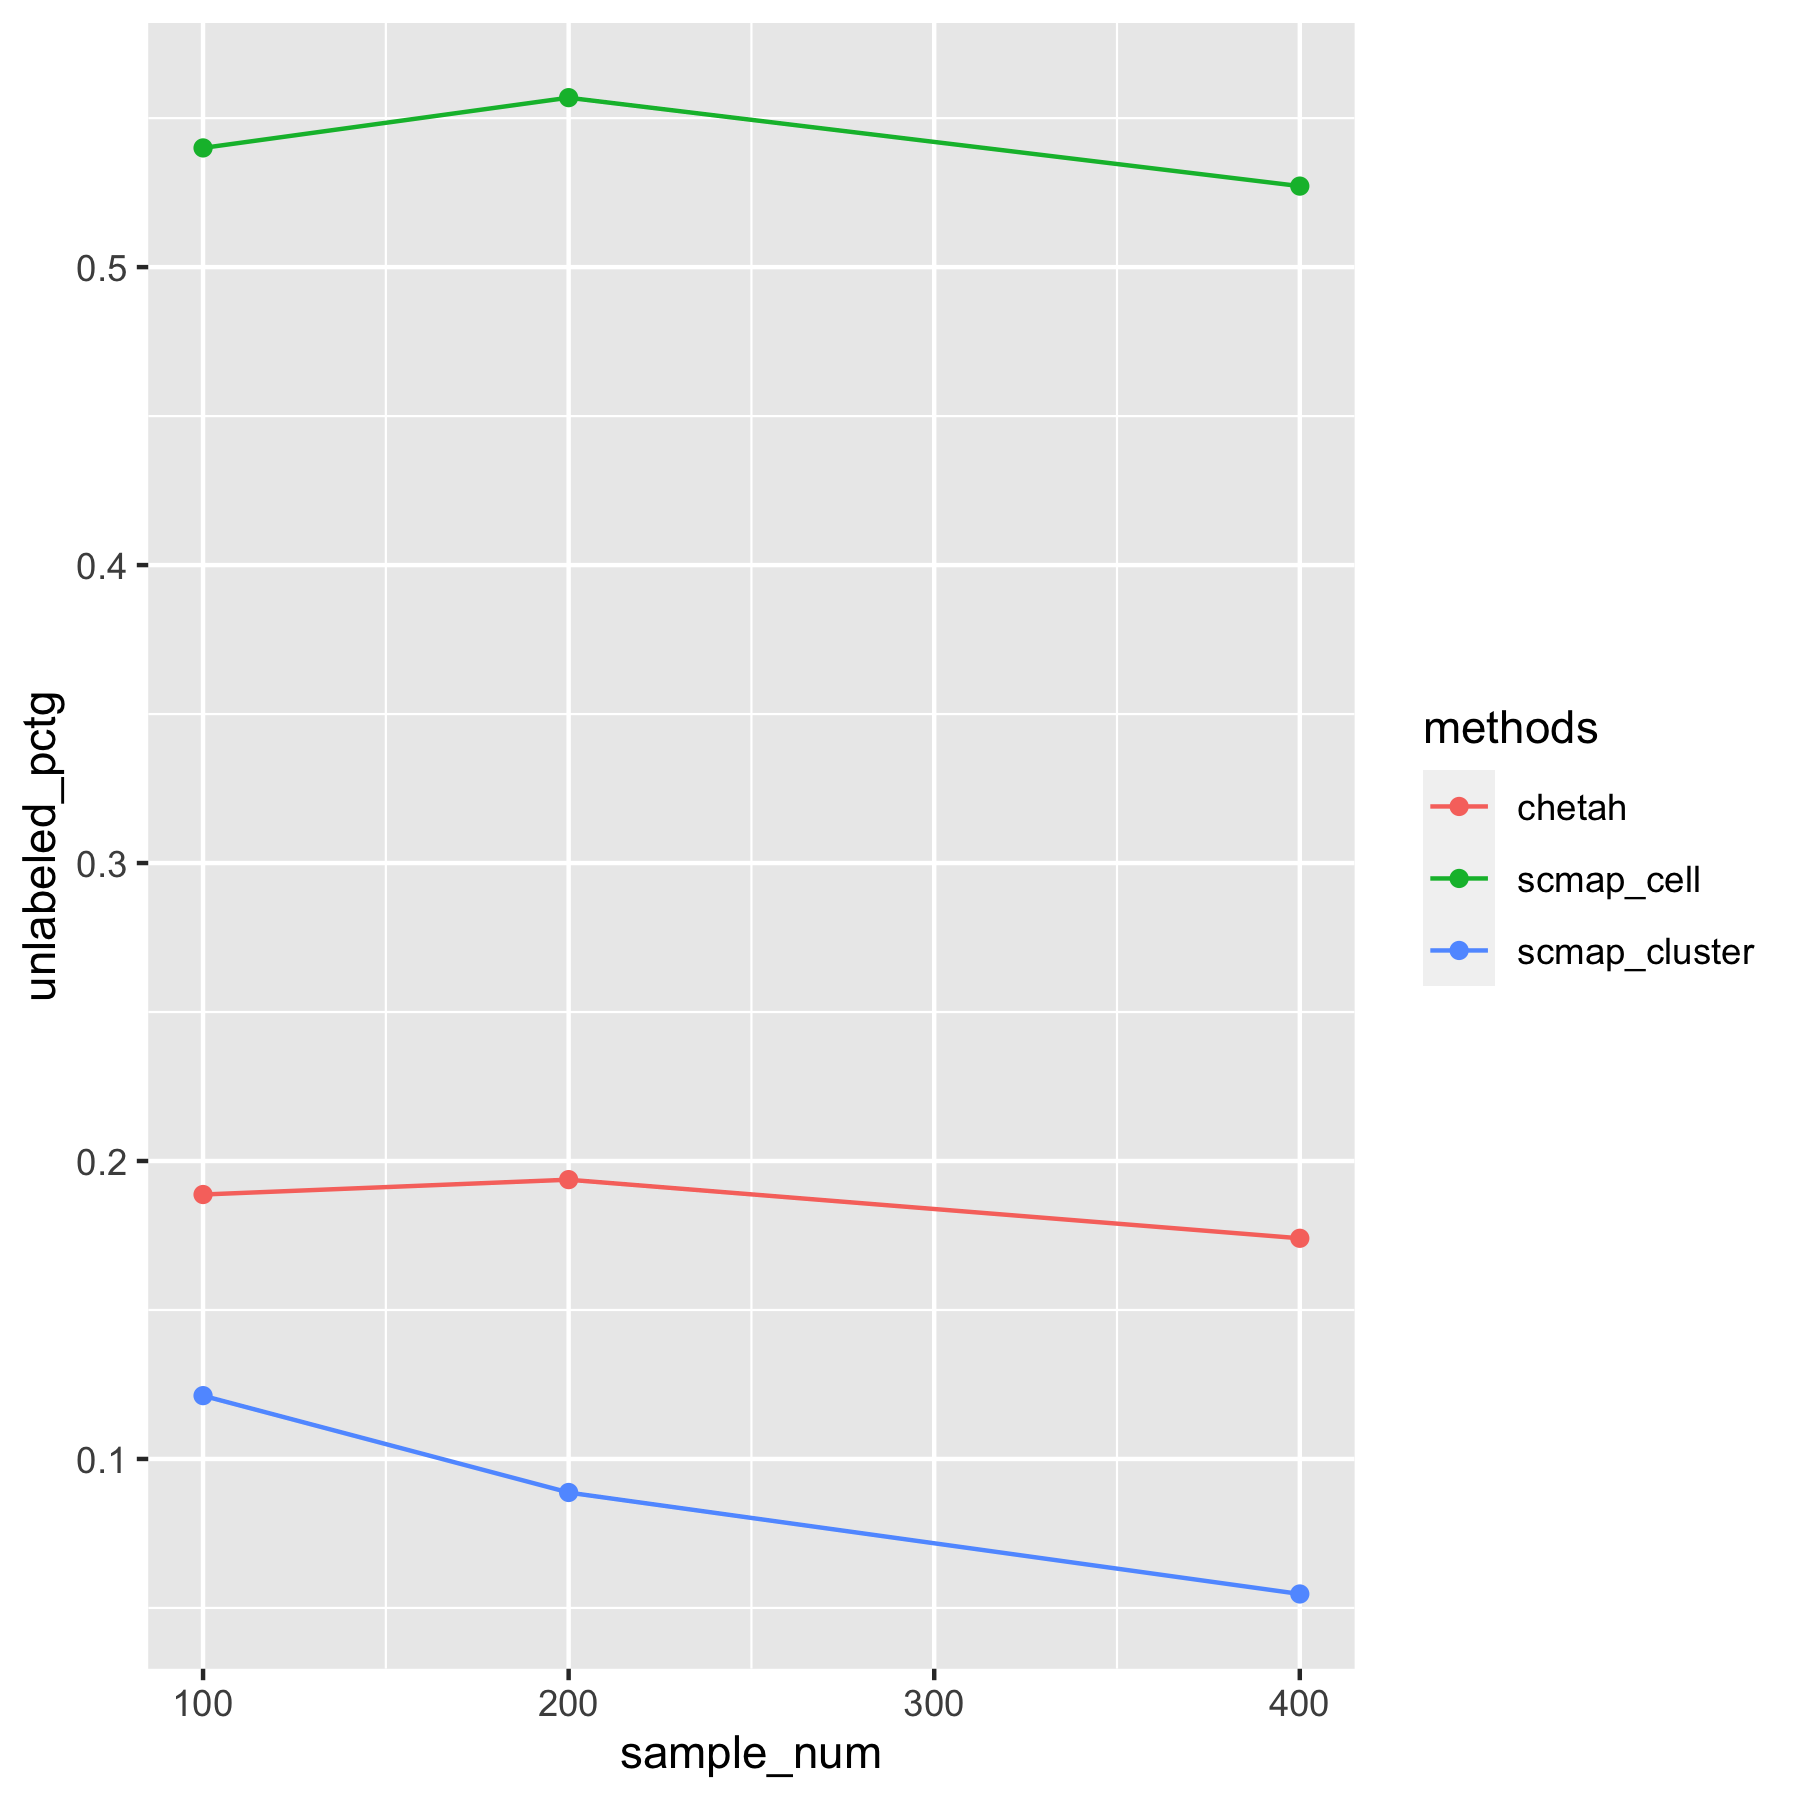 unlabeled_pctg
0.5
0.4
0.3
0.2
0.1
100 200 300 400
sample_num
methods
chetah
scmap_cell
scmap_cluster